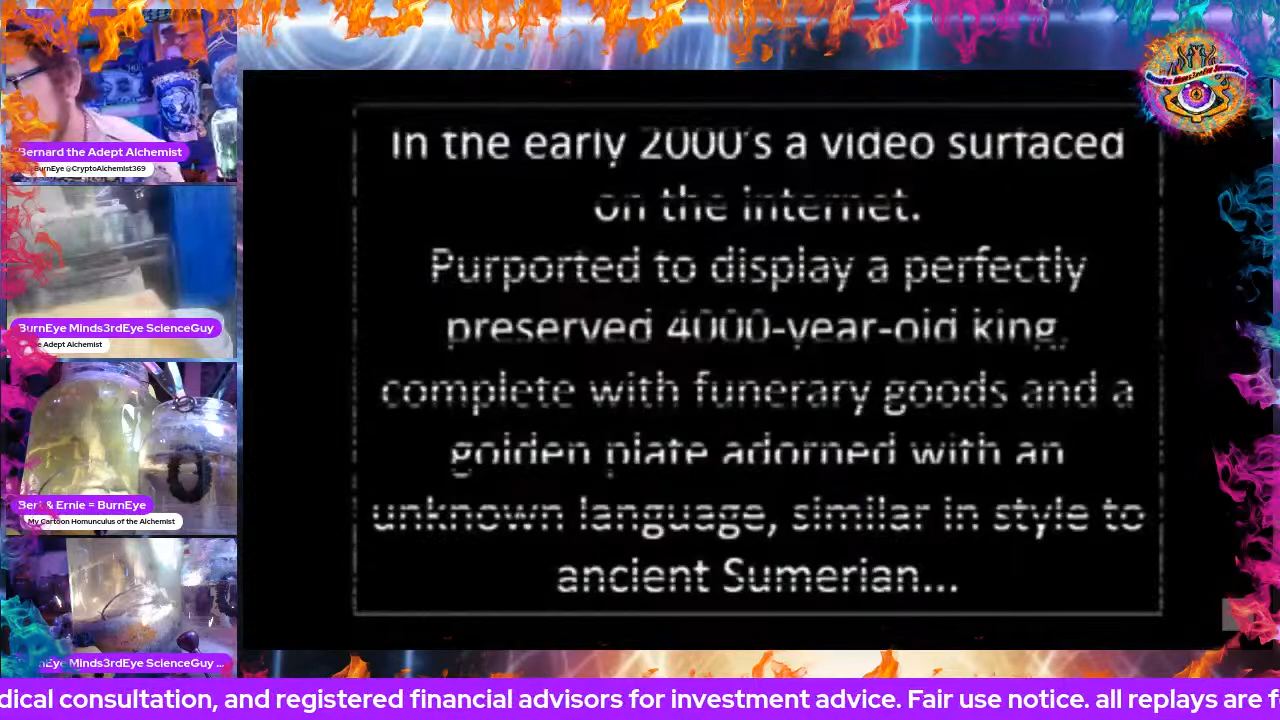 Bernard the Adept Alchemist
BurnEye @CryptoAlchemist369
BurnEye Minds3rdEye ScienceGuy
Adept Alchemist
& Ernie = BurnEye
My Cartoon Homunculus of the Alchemist
Minds3rdEye ScienceGuy ...
In the early 2000's a video surfaced
on the internet.
Purported to display a perfectly
preserved 4000-year-old king,
complete with funerary goods and a
golden plate adorned with an
unknown language, similar in style to
ancient Sumerian...
dical consultation, and registered financial advisors for investment advice. Fair use notice. all replays are f